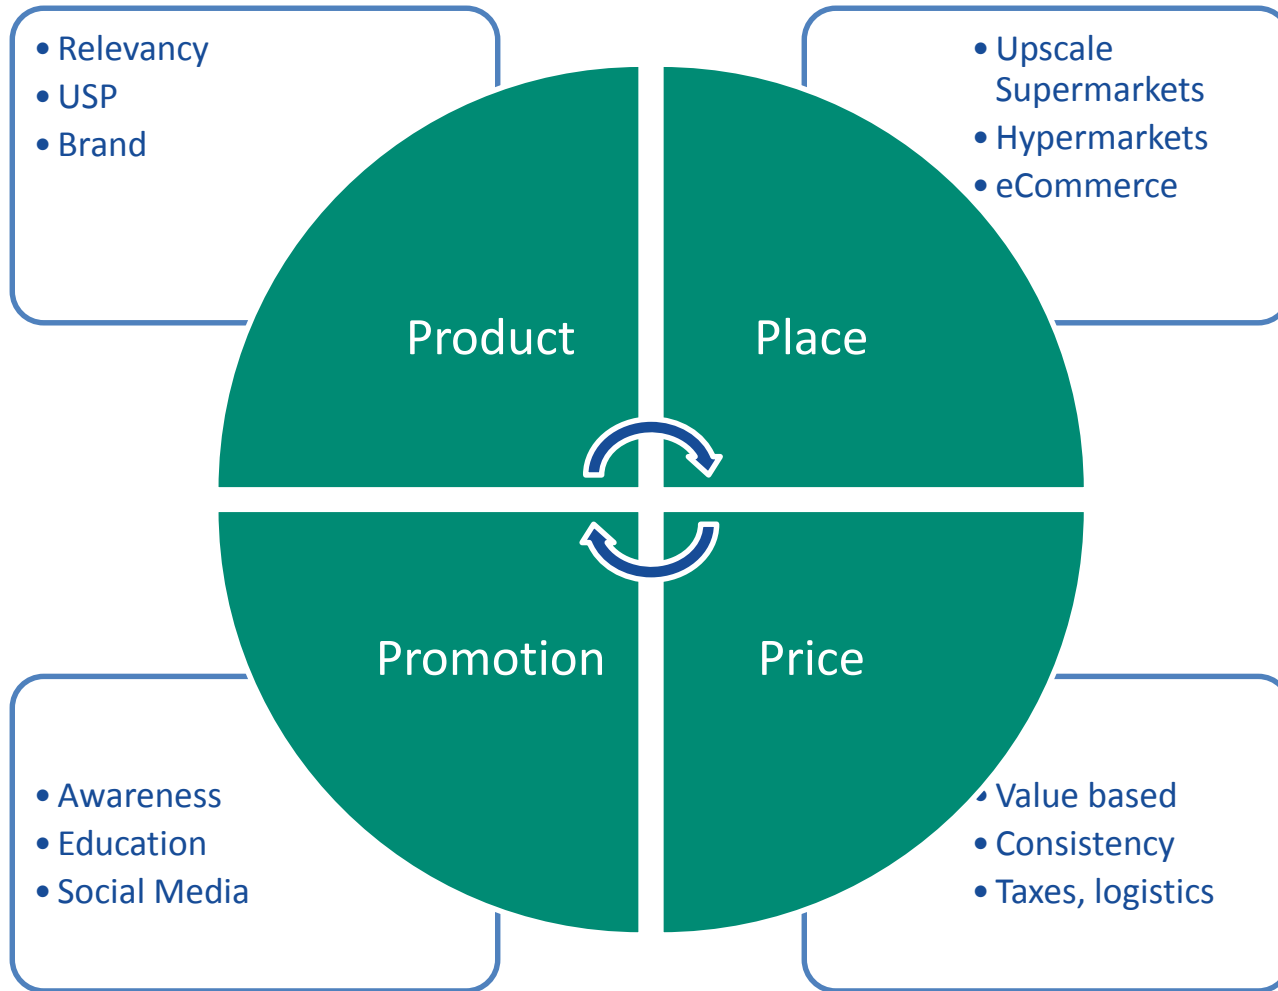 • Relevancy
• USP
• Brand
• Upscale
Supermarkets
• Hypermarkets
• eCommerce
Product
Place
Promotion
Price
• Awareness
• Education
• Social Media
• Value based
• Consistency
• Taxes, logistics